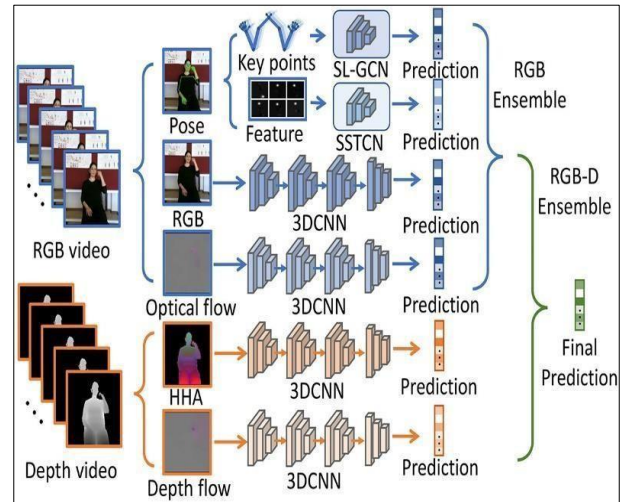 Key points
SL-GCN
Prediction
Pose
Feature
SSTCN
Prediction
RGB
Ensemble
RGB video
RGB
3DCNN
Prediction
Optical flow
3DCNN
Prediction
RGB-D
Ensemble
Depth video
HHA
3DCNN
Prediction
Depth flow
3DCNN
Prediction
Final
Prediction